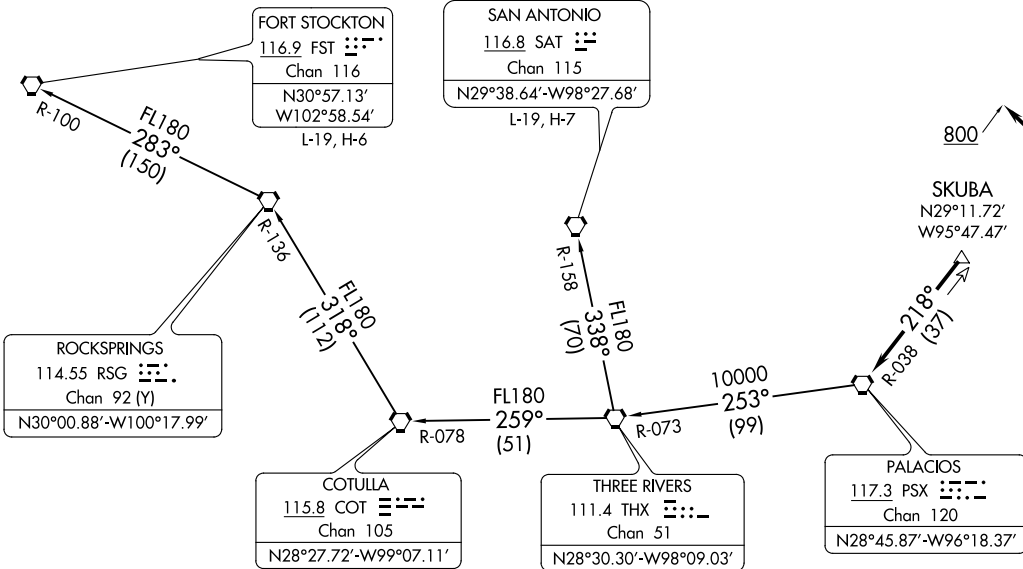 FORT STOCKTON
116.9 FST
Chan 116
N30°57.13′
W102°58.54′
L-19, H-6
SAN ANTONIO
116.8 SAT
Chan 115
N29°38.64′-W98°27.68′
L-19, H-7
800
SKUBA
N29°11.72′
W95°47.47′
R-100
FL180
283°
(150)
R-136
FL180
318°
(112)
R-158
FL180
338°
(70)
218°
(37)
R-038
ROCKSPRINGS
114.55 RSG
Chan 92 (Y)
N30°00.88′-W100°17.99′
FL180
259°
(51)
R-078
10000
253°
(99)
R-073
COTULLA
115.8 COT
Chan 105
N28°27.72′-W99°07.11′
THREE RIVERS
111.4 THX
Chan 51
N28°30.30′-W98°09.03′
PALACIOS
117.3 PSX
Chan 120
N28°45.87′-W96°18.37′